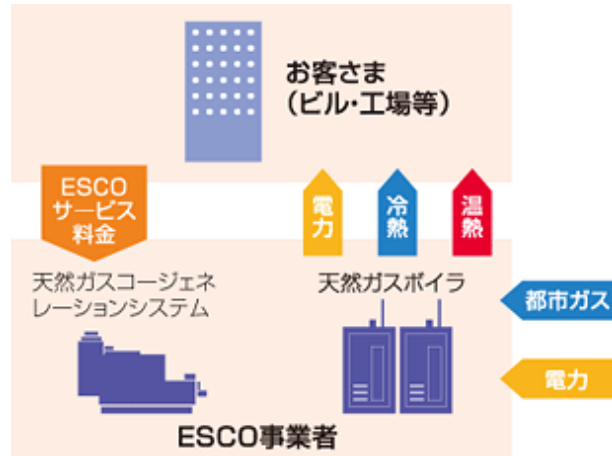 お客さま
（ビル・工場等）
ESCO
サービス
料金
電力
冷熱
温熱
天然ガスコージェネ
レーションシステム
天然ガスボイラ
都市ガス
電力
ESCO事業者